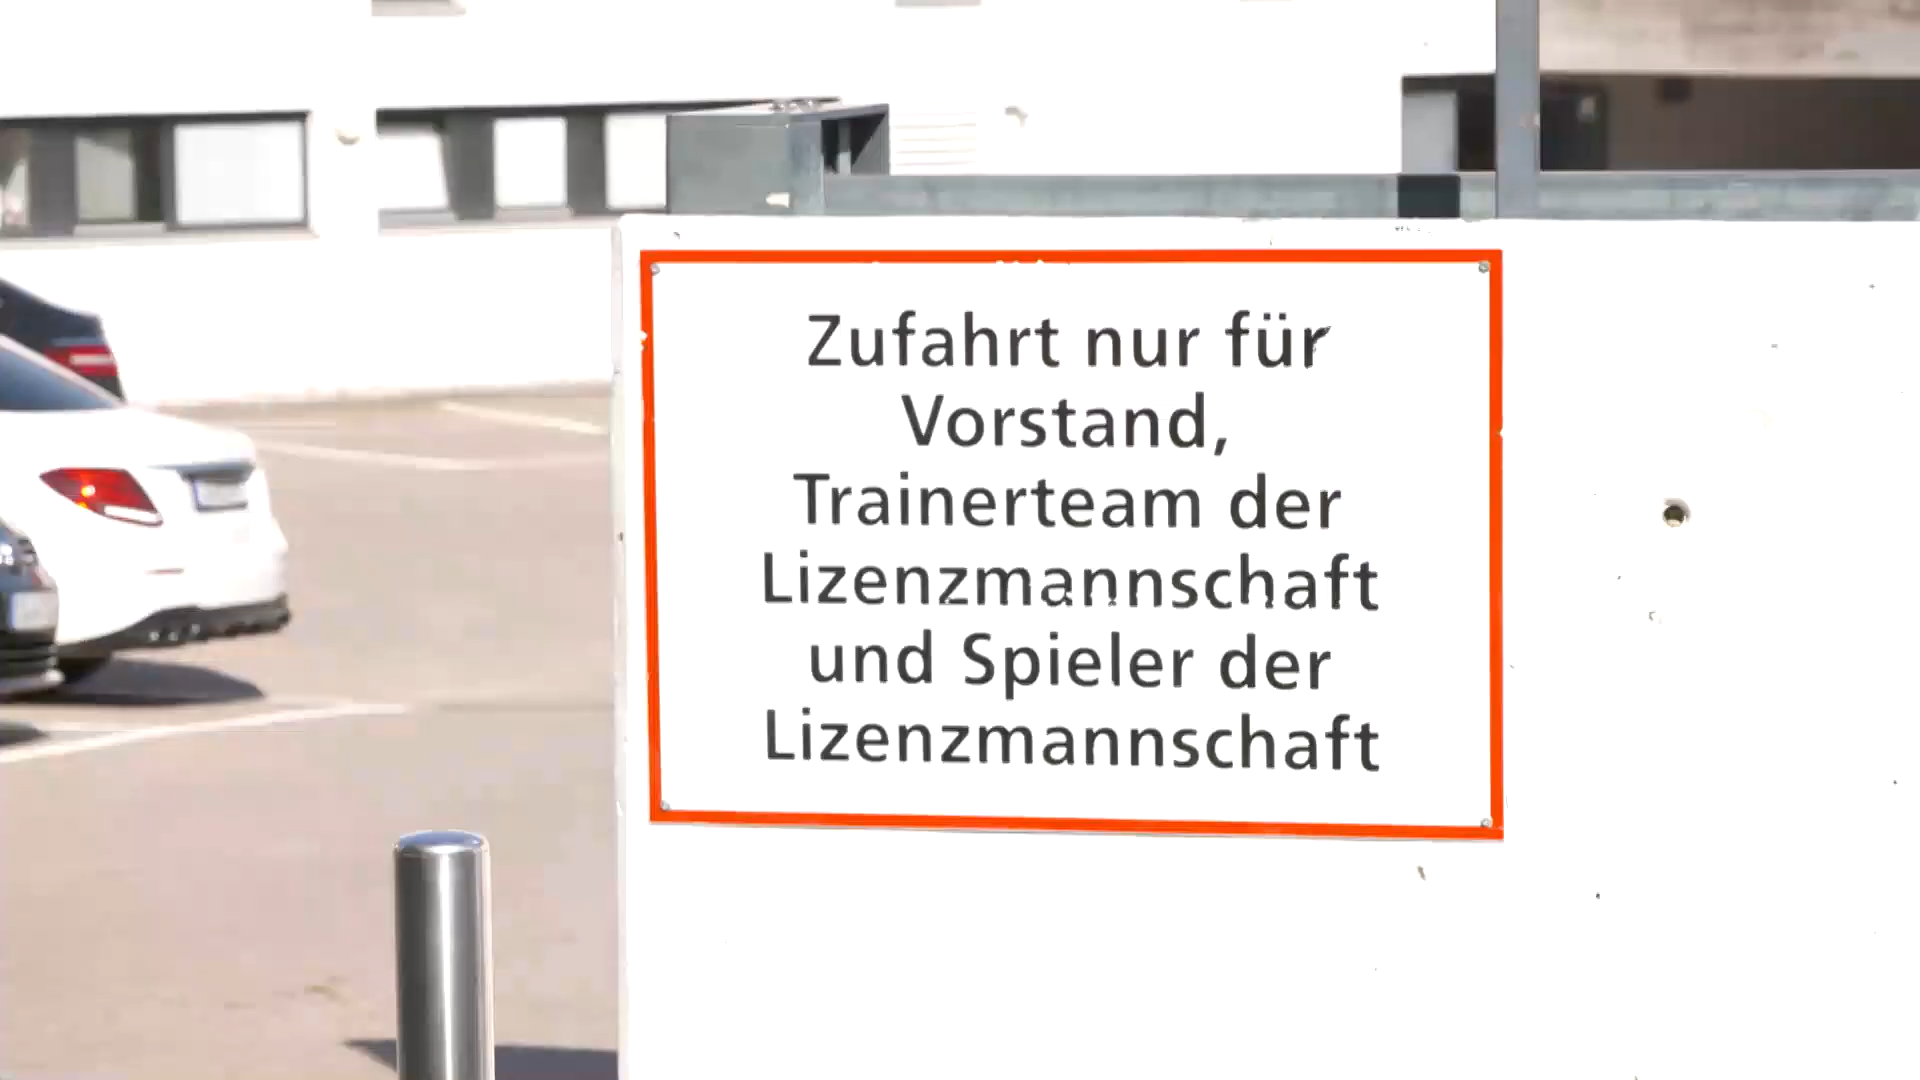 Zufahrt nur für
Vorstand,
Trainerteam der
Lizenzmannschaft
und Spieler der
Lizenzmannschaft